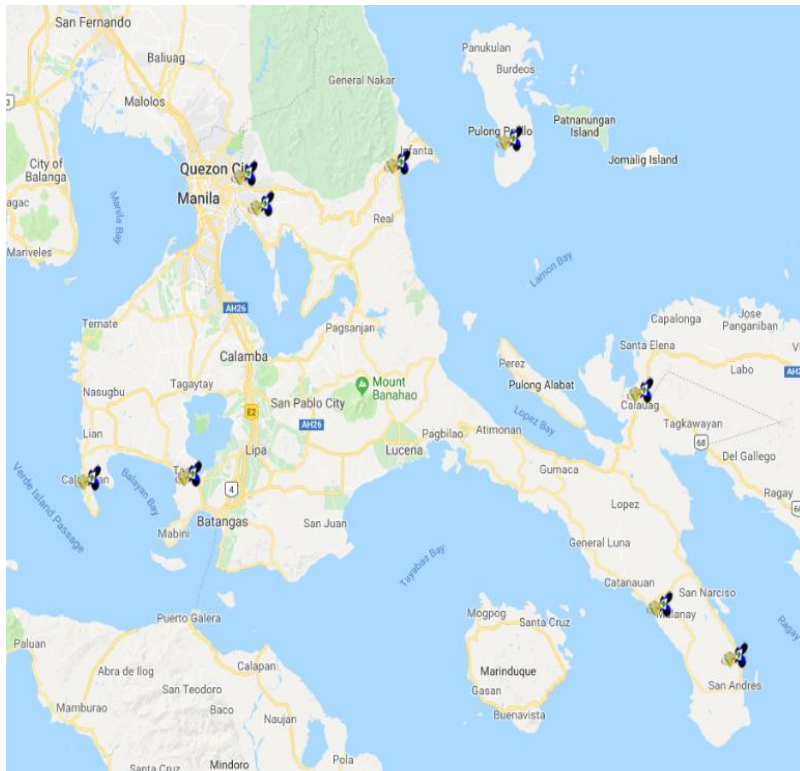 San Fernando
Baliuag
Malolos
General Nakar
Panukulan
Burdeos
Patnanungan
Island
Jomalig Island
3
City of
Balanga
Infanta
Quezon City
Manila
Manila Bay
Mariveles
Real
Lamon Bay
Ternate
AH26
Pagsanjan
Calamba
Capalonga
Jose
Panganiban
Santa Elena
Labo
Perez
Pulong Alabat
Nasugbu
Tagaytay
Mount
Banahao
San Pablo City
E2
AH26
Calauag
Tagkawayan
68
Lopez Bay
Lian
Lipa
Lucena
Pagbilao
Atimonan
Gumaca
Del Gallego
Ragay
Verde Island Passage
Balayan Bay
4
Batangas
San Juan
Mabini
Lopez
General Luna
Tayabas Bay
Catanauan
San Narciso
Puerto Galera
Mogpog
Santa Cruz
Paluan
Abra de Ilog
Calapan
Marinduque
San Andres
San Teodoro
Gasan
Mamburao
Baco
Naujan
Buenavista
Pola
Santa Cruz
Mindoro